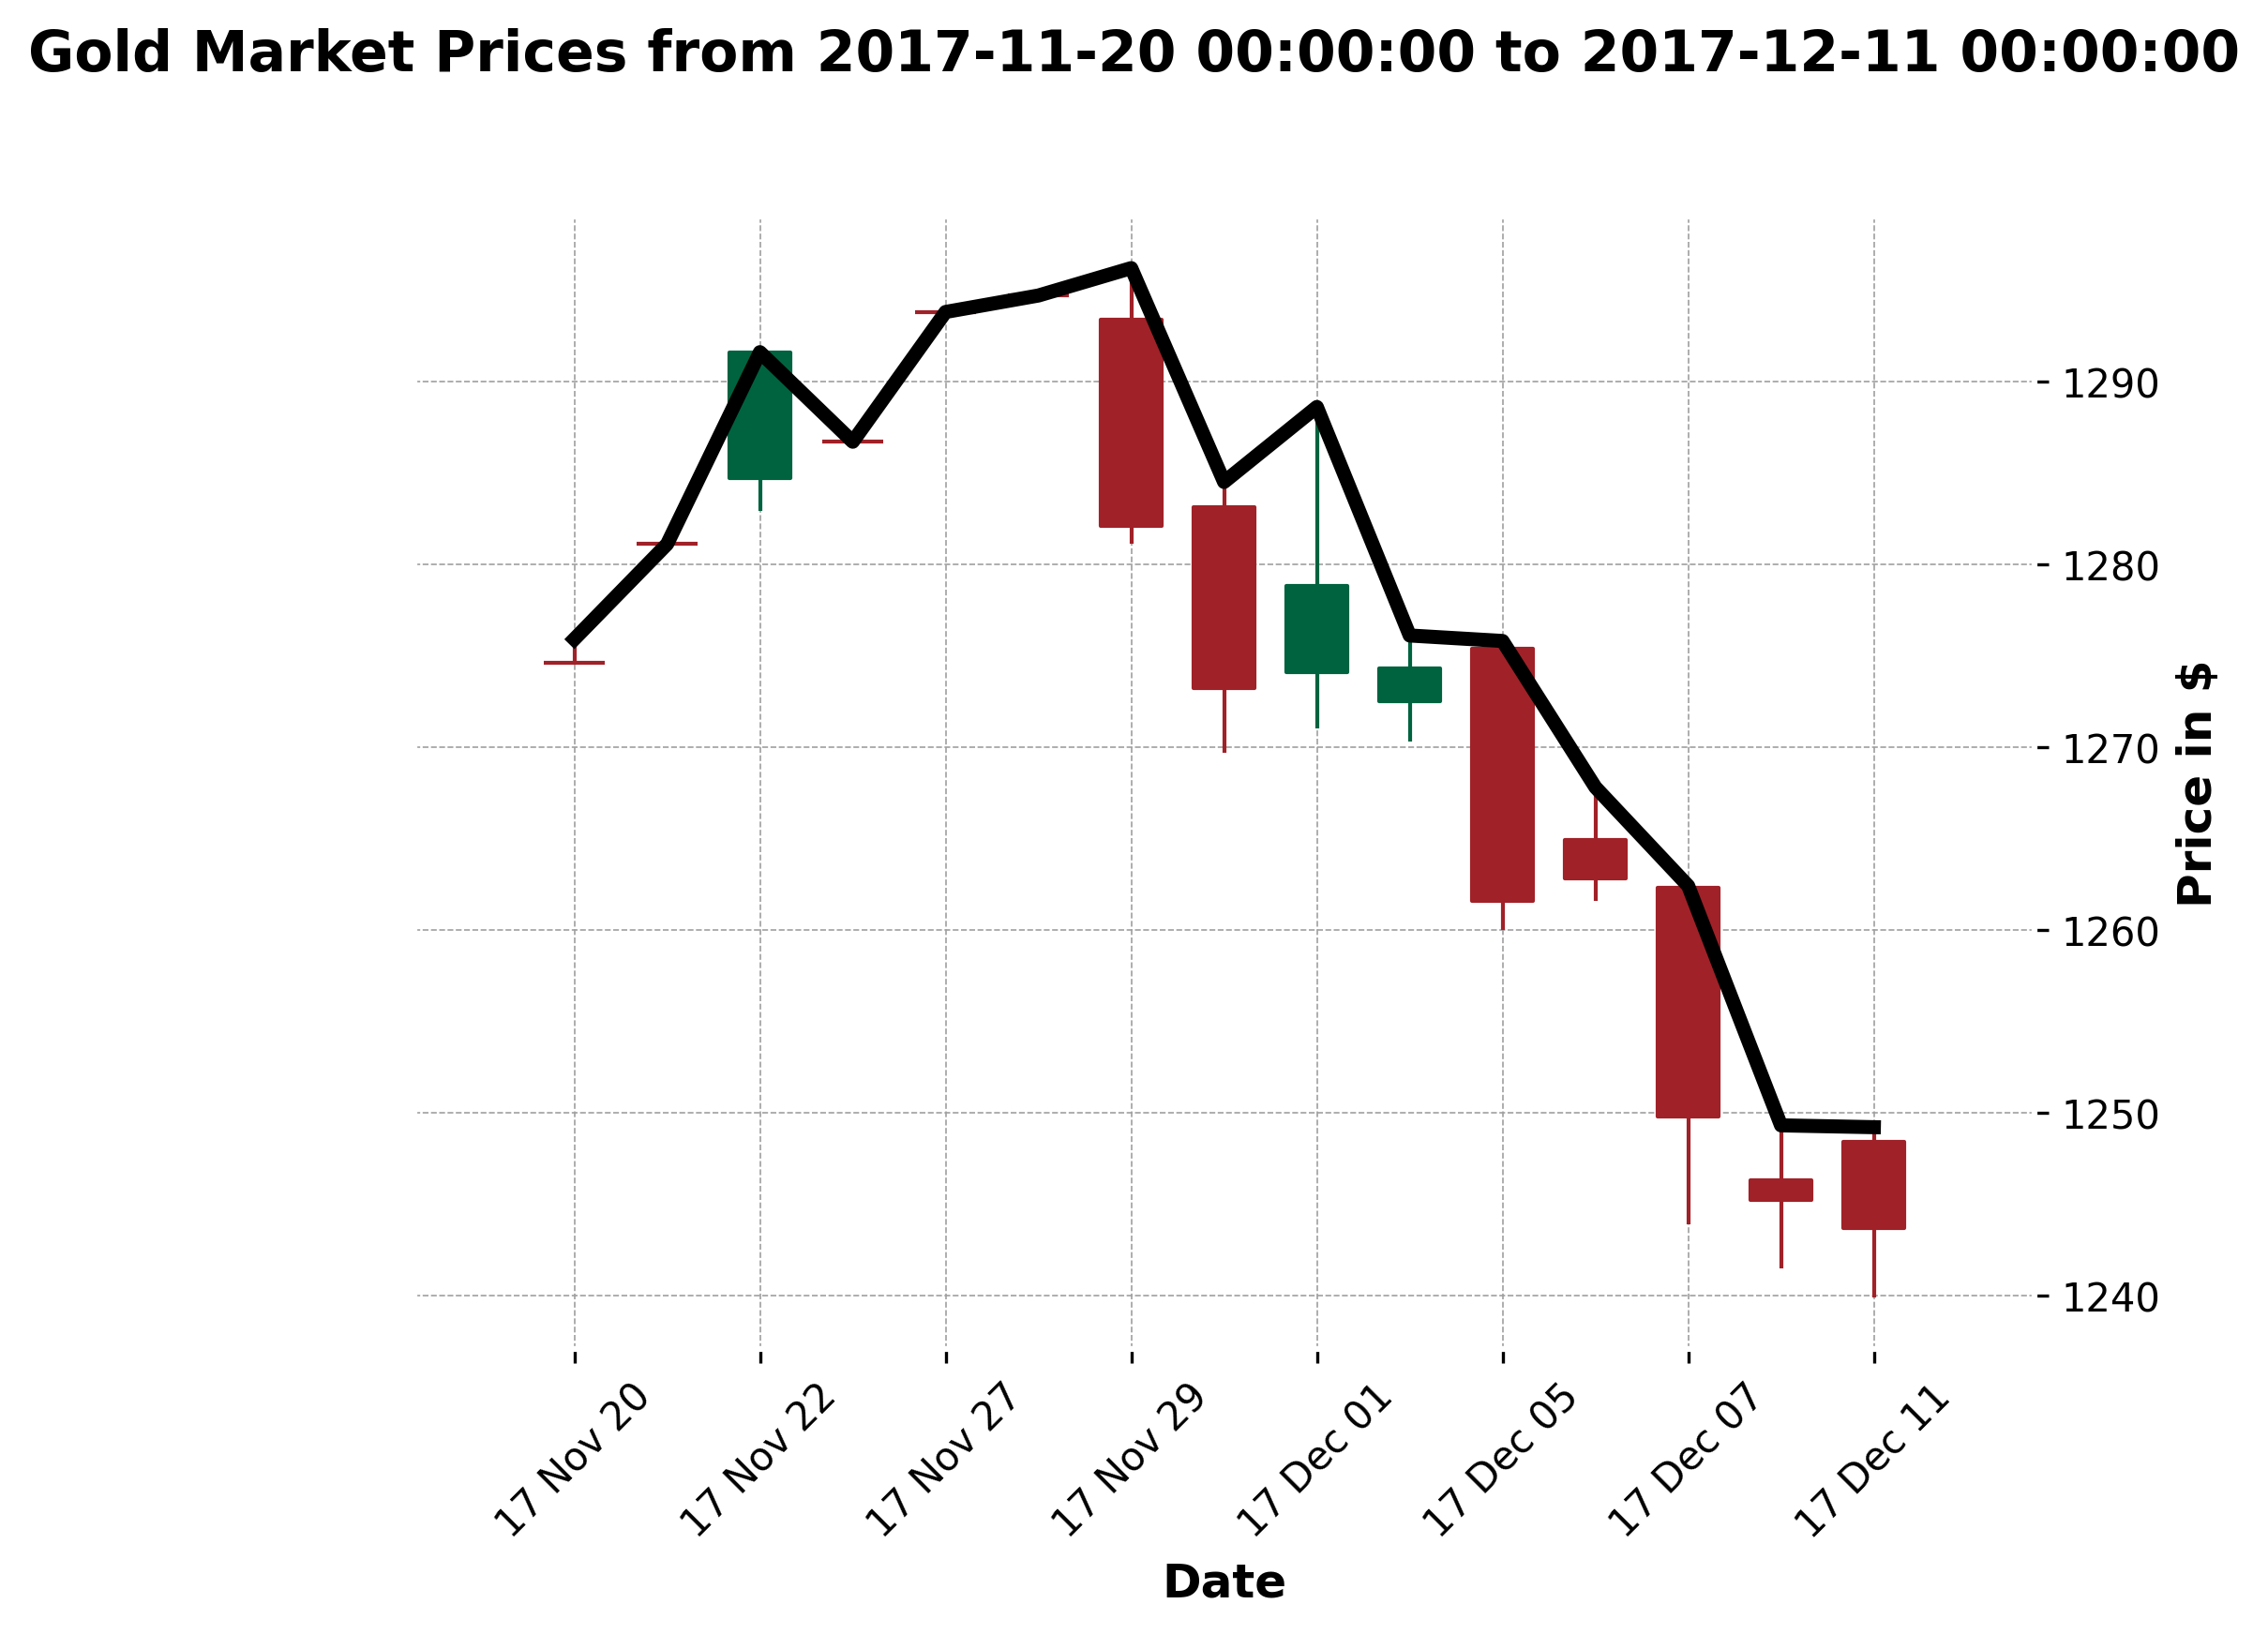 Gold Market Prices from 2017-11-20 00:00:00 to 2017-12-11 00:00:00
1290
1280
1270
1260
1250
1240
Price in $
17 Nov 20
17 Nov 22
17 Nov 27
17 Nov 29
17 Dec 01
17 Dec 05
17 Dec 07
17 Dec 11
Date